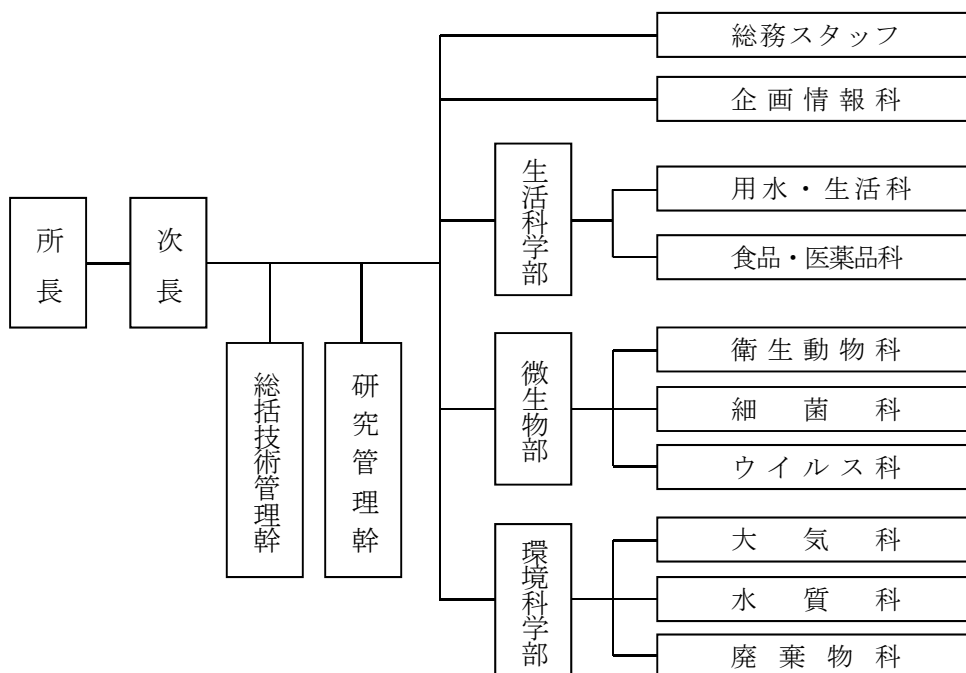 所長
次長
総括技術管理幹
研究管理幹
総務スタッフ
企画情報科
生活科学部
用水・生活科
食品・医薬品科
微生物部
衛生動物科
細菌科
ウイルス科
環境科学部
大気科
水質科
廃棄物科